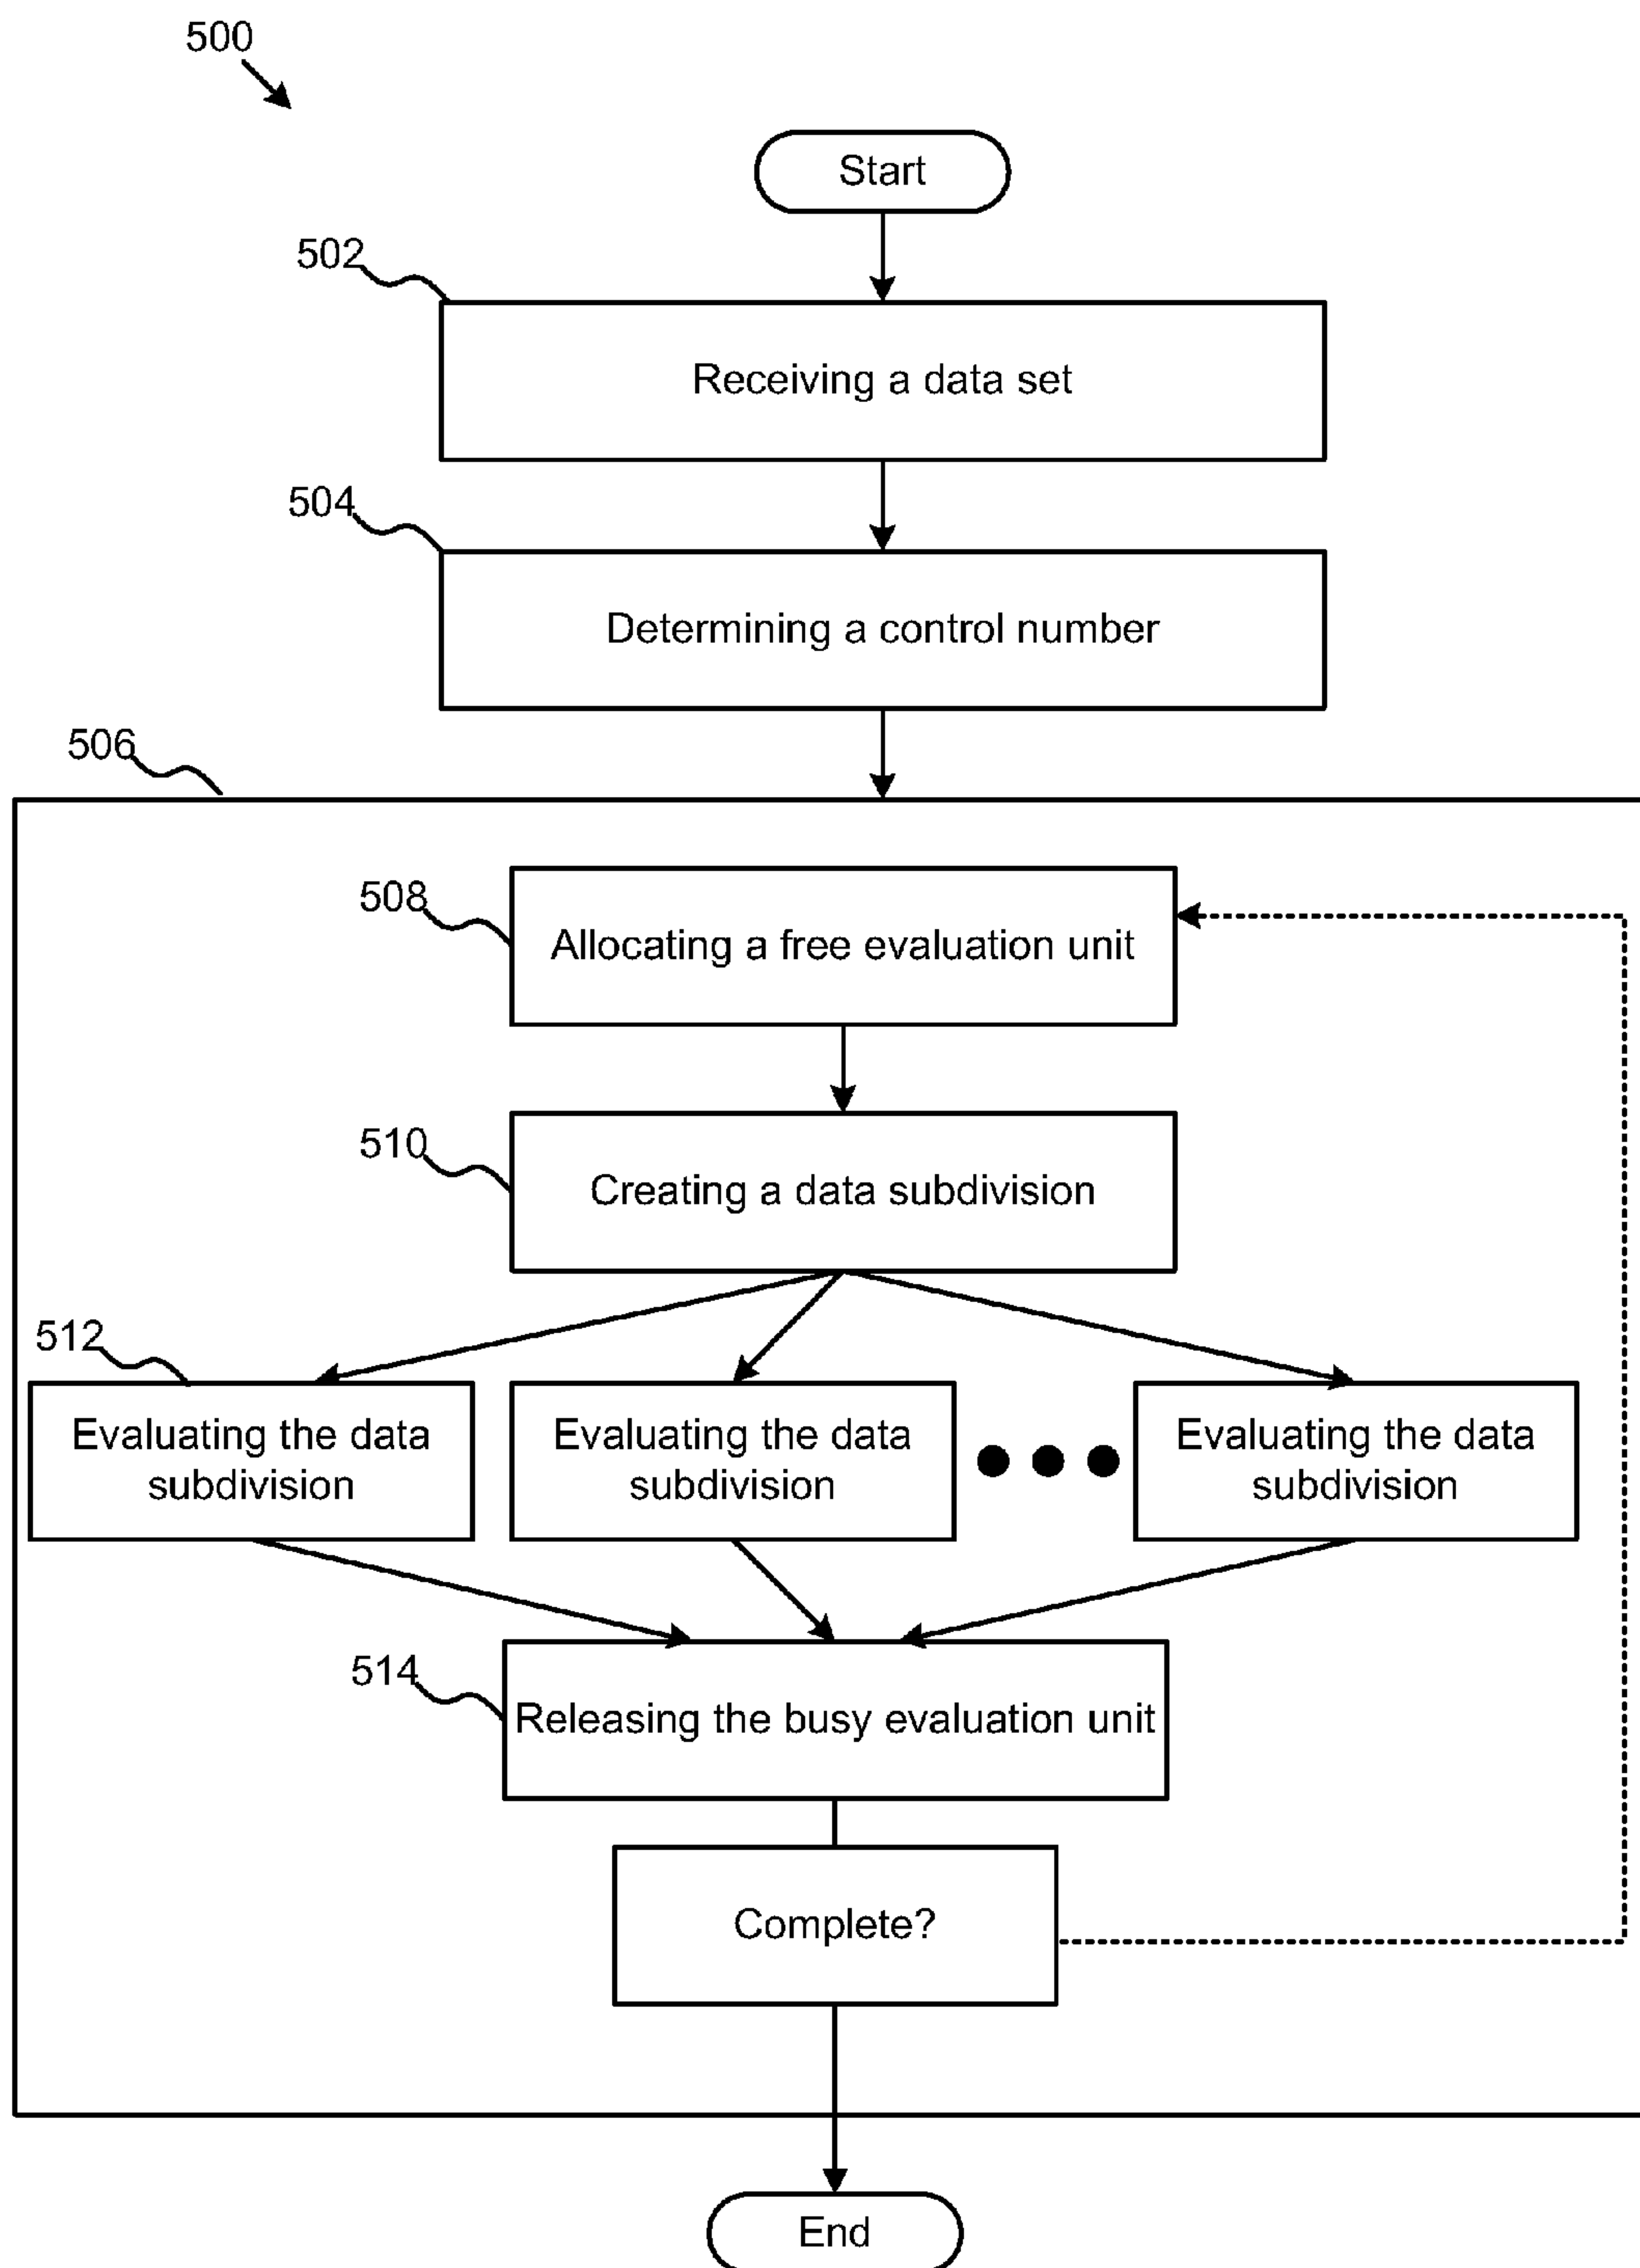 500
Start
502
Receiving a data set
504
Determining a control number
506
508
Allocating a free evaluation unit
510
Creating a data subdivision
512
Evaluating the data
subdivision
Evaluating the data
subdivision
Evaluating the data
subdivision
514
Releasing the busy evaluation unit
Complete?
End